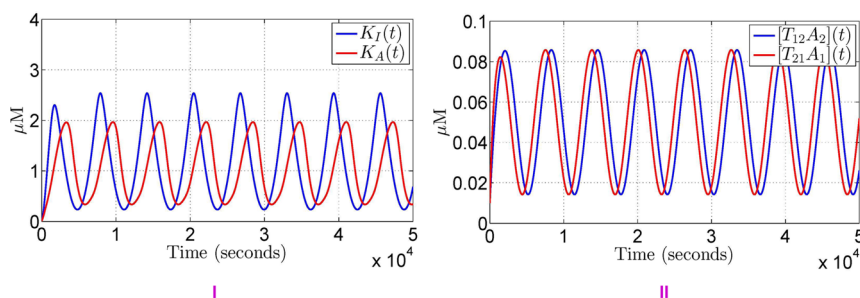 4
3
2
1
0
μM
K_I(t)
K_A(t)
0 1 2 3 4 5
Time (seconds)
x 10^4
I
0.1
0.08
0.06
0.04
0.02
0
μM
[T_12A_2](t)
[T_21A_1](t)
0 1 2 3 4 5
Time (seconds)
x 10^4
II